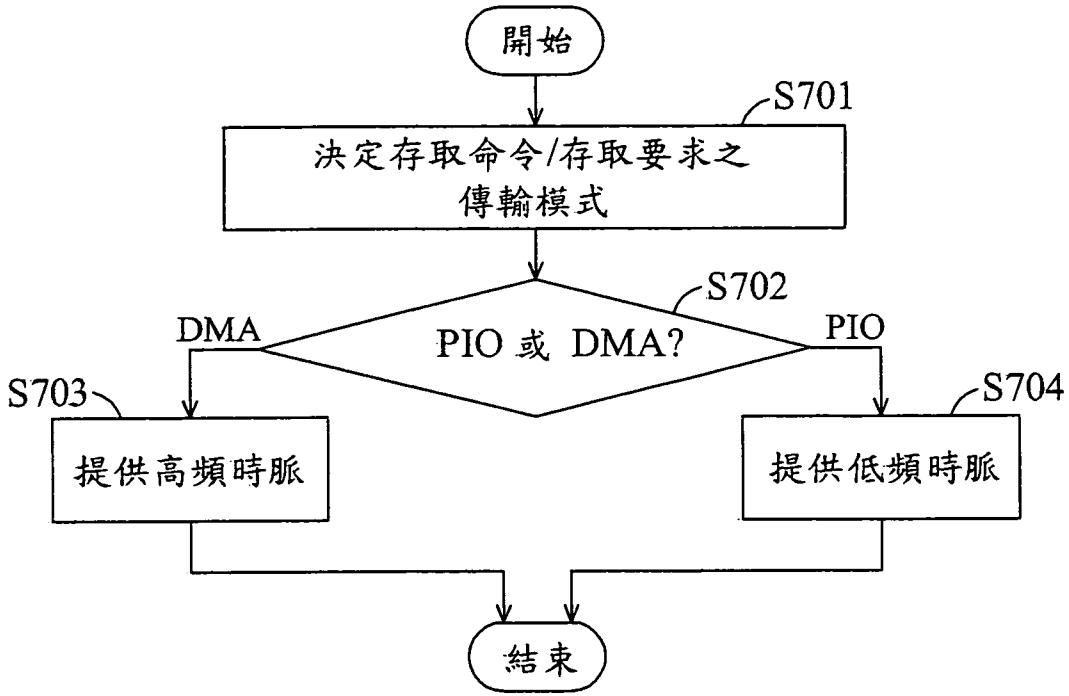 開始
S701
決定存取命令/存取要求之
傳輸模式
S702
DMA
PIO 或 DMA?
PIO
S703
S704
提供高頻時脈
提供低頻時脈
結束